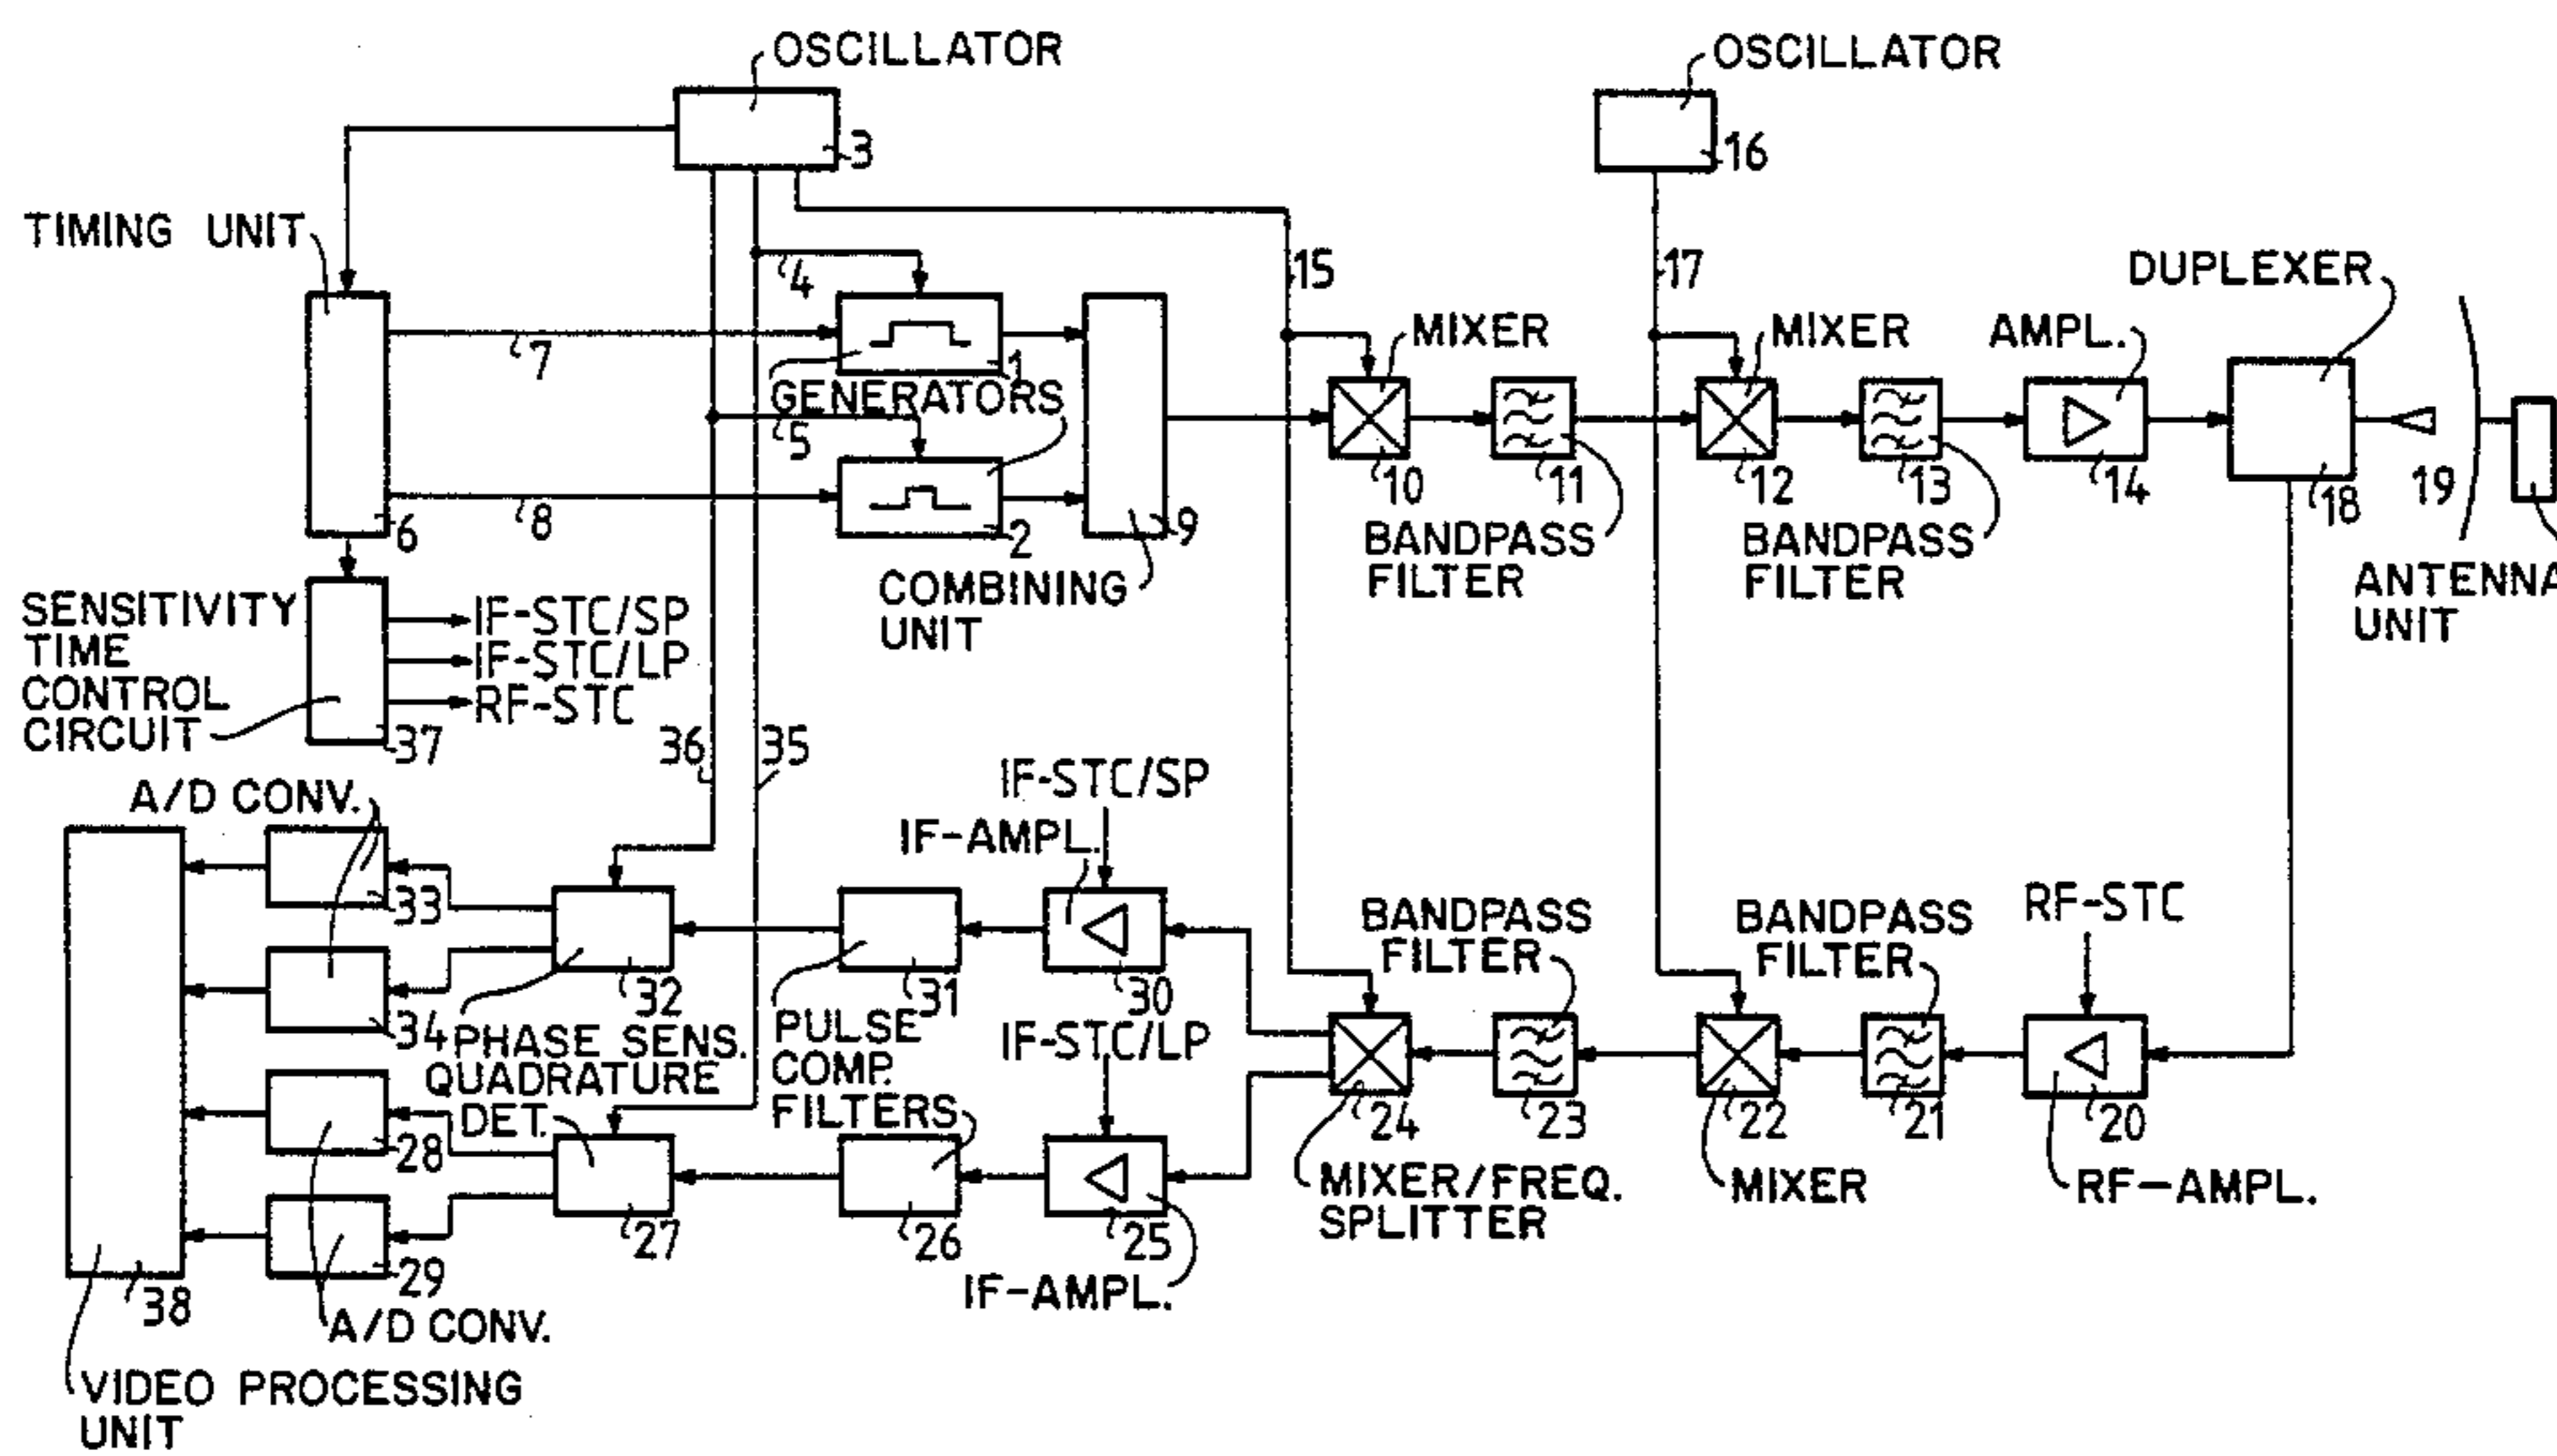 OSCILLATOR
OSCILLATOR
3
16
TIMING UNIT
4
15
17
DUPLEXER
7
1
MIXER
MIXER
AMPL.
GENERATORS
5
10
11
12
13
14
18
19
8
6
2
9
BANDPASS
FILTER
BANDPASS
FILTER
COMBINING
UNIT
ANTENNA
UNIT
SENSITIVITY
TIME
CONTROL
CIRCUIT
IF-STC/SP
IF-STC/LP
RF-STC
37
36
35
A/D CONV.
IF-STC/SP
IF-AMPL.
33
BANDPASS
FILTER
BANDPASS
FILTER
RF-STC
32
31
30
34
PHASE SENS.
QUADRATURE
DET.
PULSE
COMP.
FILTERS
IF-STC/LP
28
24
23
22
21
20
27
26
25
MIXER/FREQ.
SPLITTER
MIXER
RF-AMPL.
29
38
IF-AMPL.
A/D CONV.
VIDEO PROCESSING
UNIT